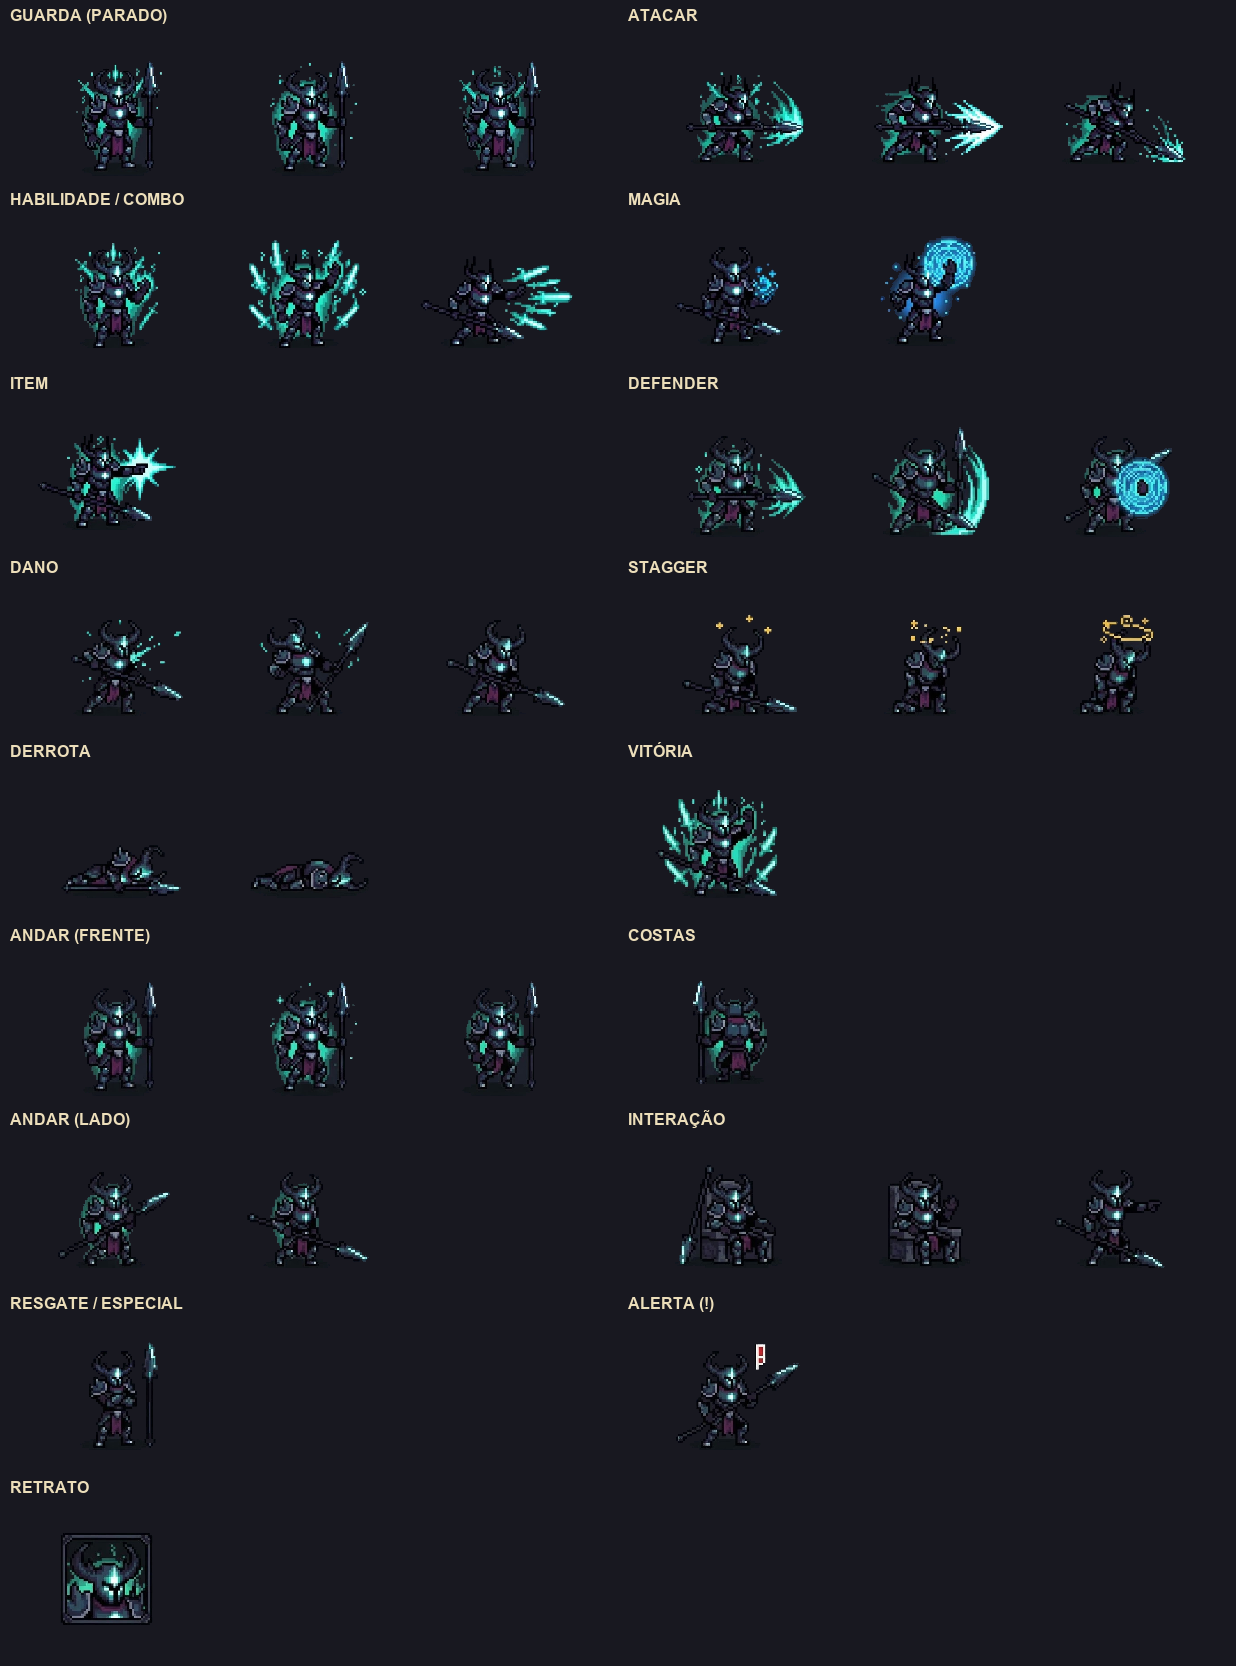 GUARDA (PARADO)
ATACAR
HABILIDADE / COMBO
MAGIA
ITEM
DEFENDER
DANO
STAGGER
DERROTA
VITÓRIA
ANDAR (FRENTE)
COSTAS
ANDAR (LADO)
INTERAÇÃO
RESGATE / ESPECIAL
ALERTA (!)
!
RETRATO